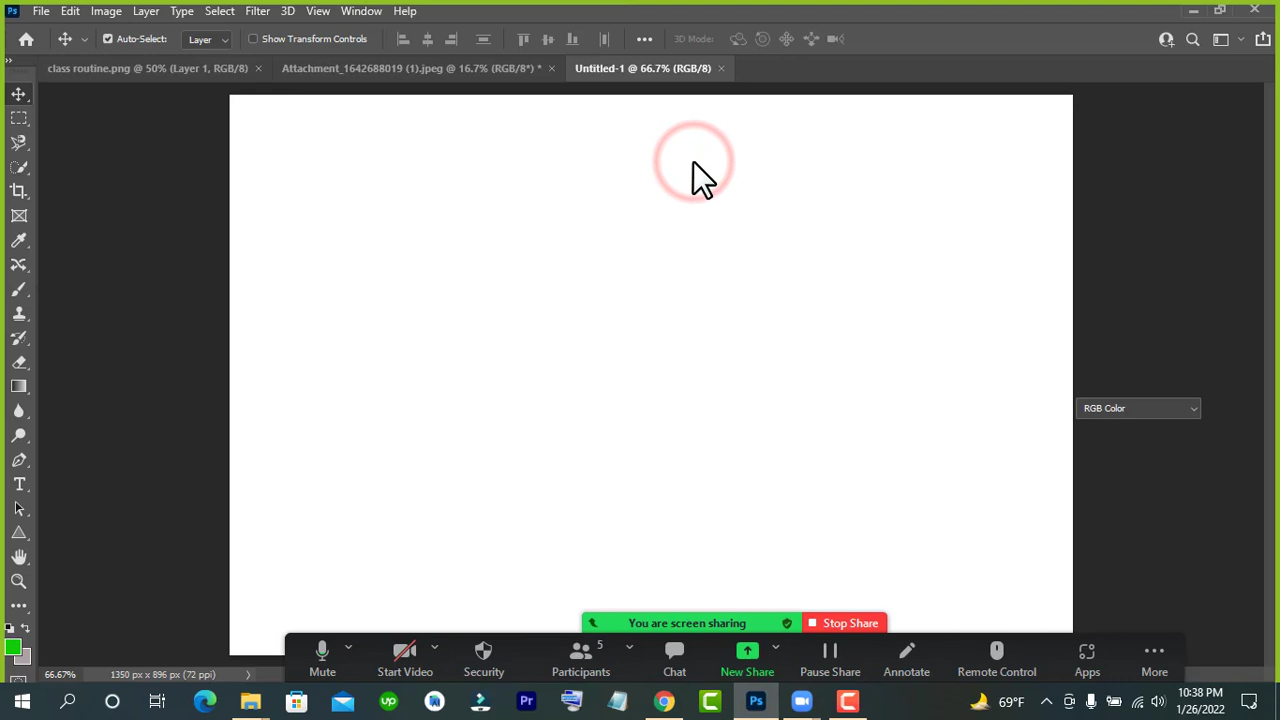 Ps File Edit Image Layer Type Select Filter 3D View Window Help
Auto-Select: Layer Show Transform Controls 3D Mode:
class routine.png @ 50% (Layer 1, RGB/8) Attachment_1642688019 (1).jpeg @ 16.7% (RGB/8*) * Untitled-1 @ 66.7% (RGB/8)
RGB Color
You are screen sharing Stop Share
5
Mute Start Video Security Participants Chat New Share Pause Share Annotate Remote Control Apps More
66.67% 1350 px x 896 px (72 ppi)
up Pr Ps 69°F 10:38 PM
1/26/2022